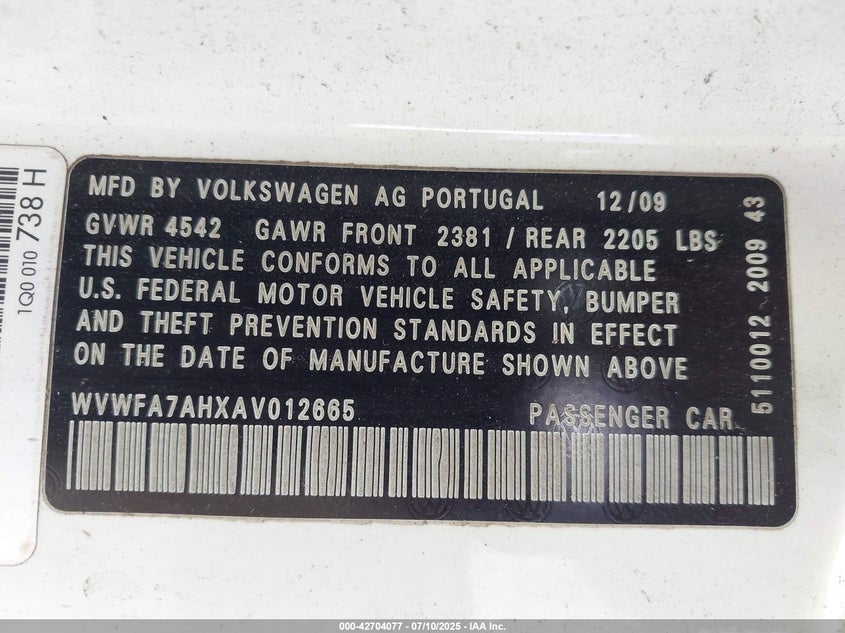 MFD BY VOLKSWAGEN AG PORTUGAL 12/09
GVWR 4542 GAWR FRONT 2381 / REAR 2205 LBS
THIS VEHICLE CONFORMS TO ALL APPLICABLE
U.S. FEDERAL MOTOR VEHICLE SAFETY, BUMPER
AND THEFT PREVENTION STANDARDS IN EFFECT
ON THE DATE OF MANUFACTURE SHOWN ABOVE
WVWFA7AHXAV012665 PASSENGER CAR
5110012 2009 43
1Q0 010 738 H
000-42704077 - 07/10/2025 - IAA Inc.